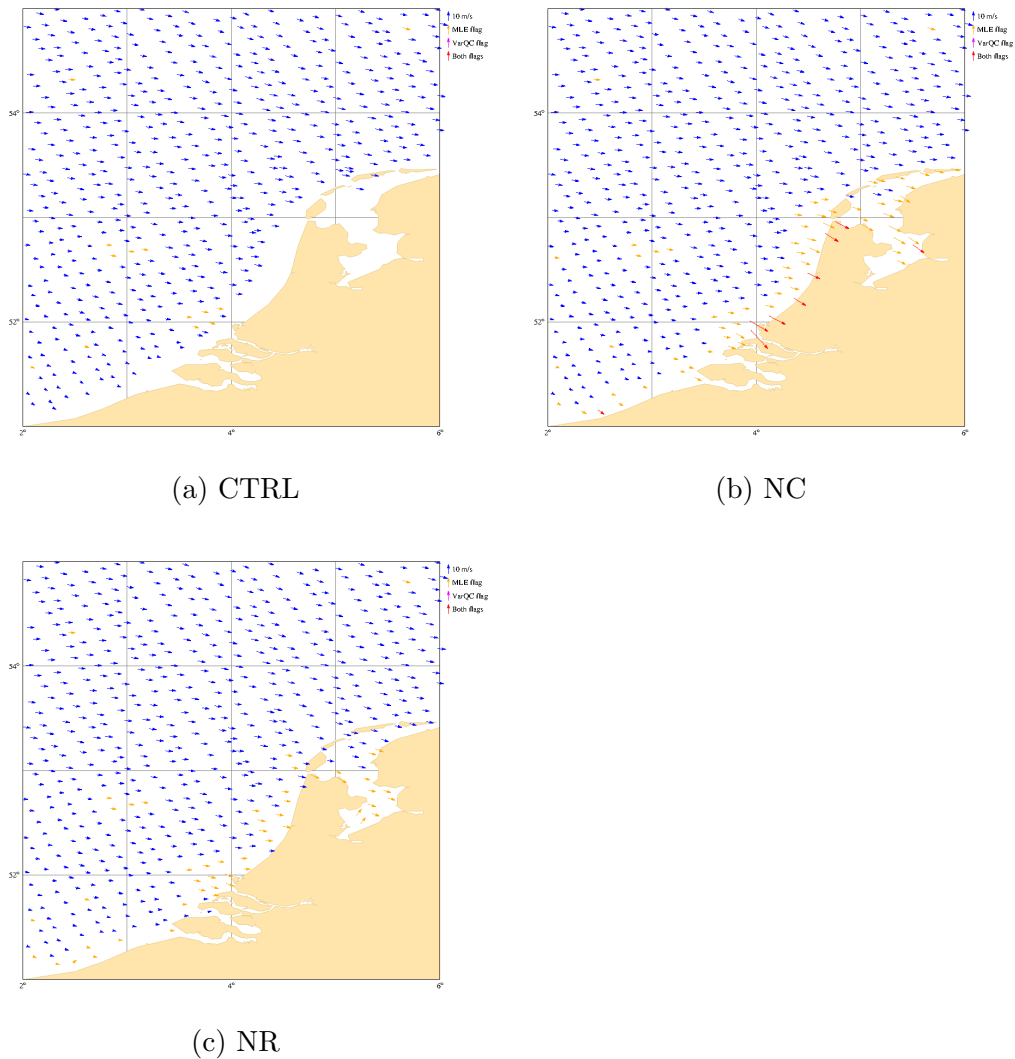 10 m/s
MLE flag
VarQC flag
Both flags
54°
52°
2°
4°
6°
(a) CTRL
10 m/s
MLE flag
VarQC flag
Both flags
54°
52°
2°
4°
6°
(b) NC
10 m/s
MLE flag
VarQC flag
Both flags
54°
52°
2°
4°
6°
(c) NR